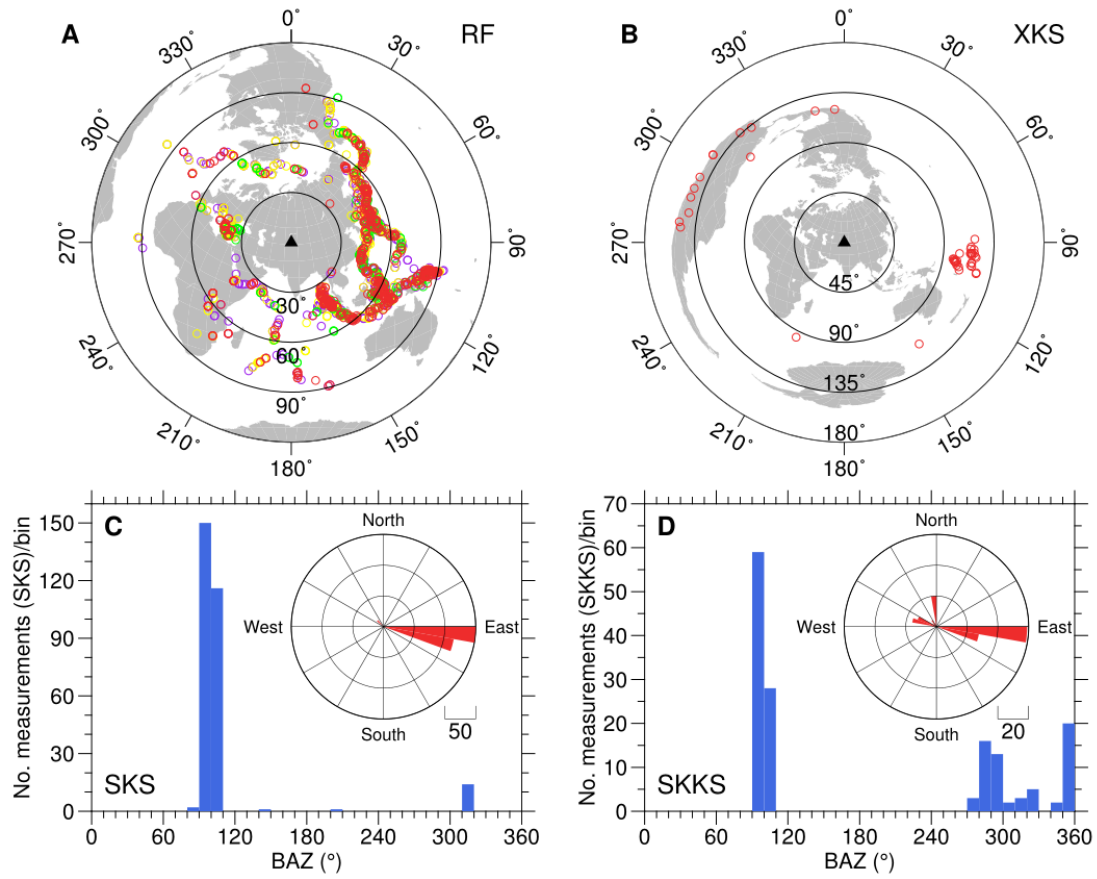 A
RF
0°
30°
60°
90°
120°
150°
180°
210°
240°
270°
300°
330°
30°
60°
90°
B
XKS
0°
30°
60°
90°
120°
150°
180°
210°
240°
270°
300°
330°
45°
90°
135°
180°
C
No. measurements (SKS)/bin
150
120
90
60
30
0
North
West
East
South
50
SKS
0 60 120 180 240 300 360
BAZ (°)
D
No. measurements (SKKS)/bin
70
60
50
40
30
20
10
0
North
West
East
South
20
SKKS
0 60 120 180 240 300 360
BAZ (°)